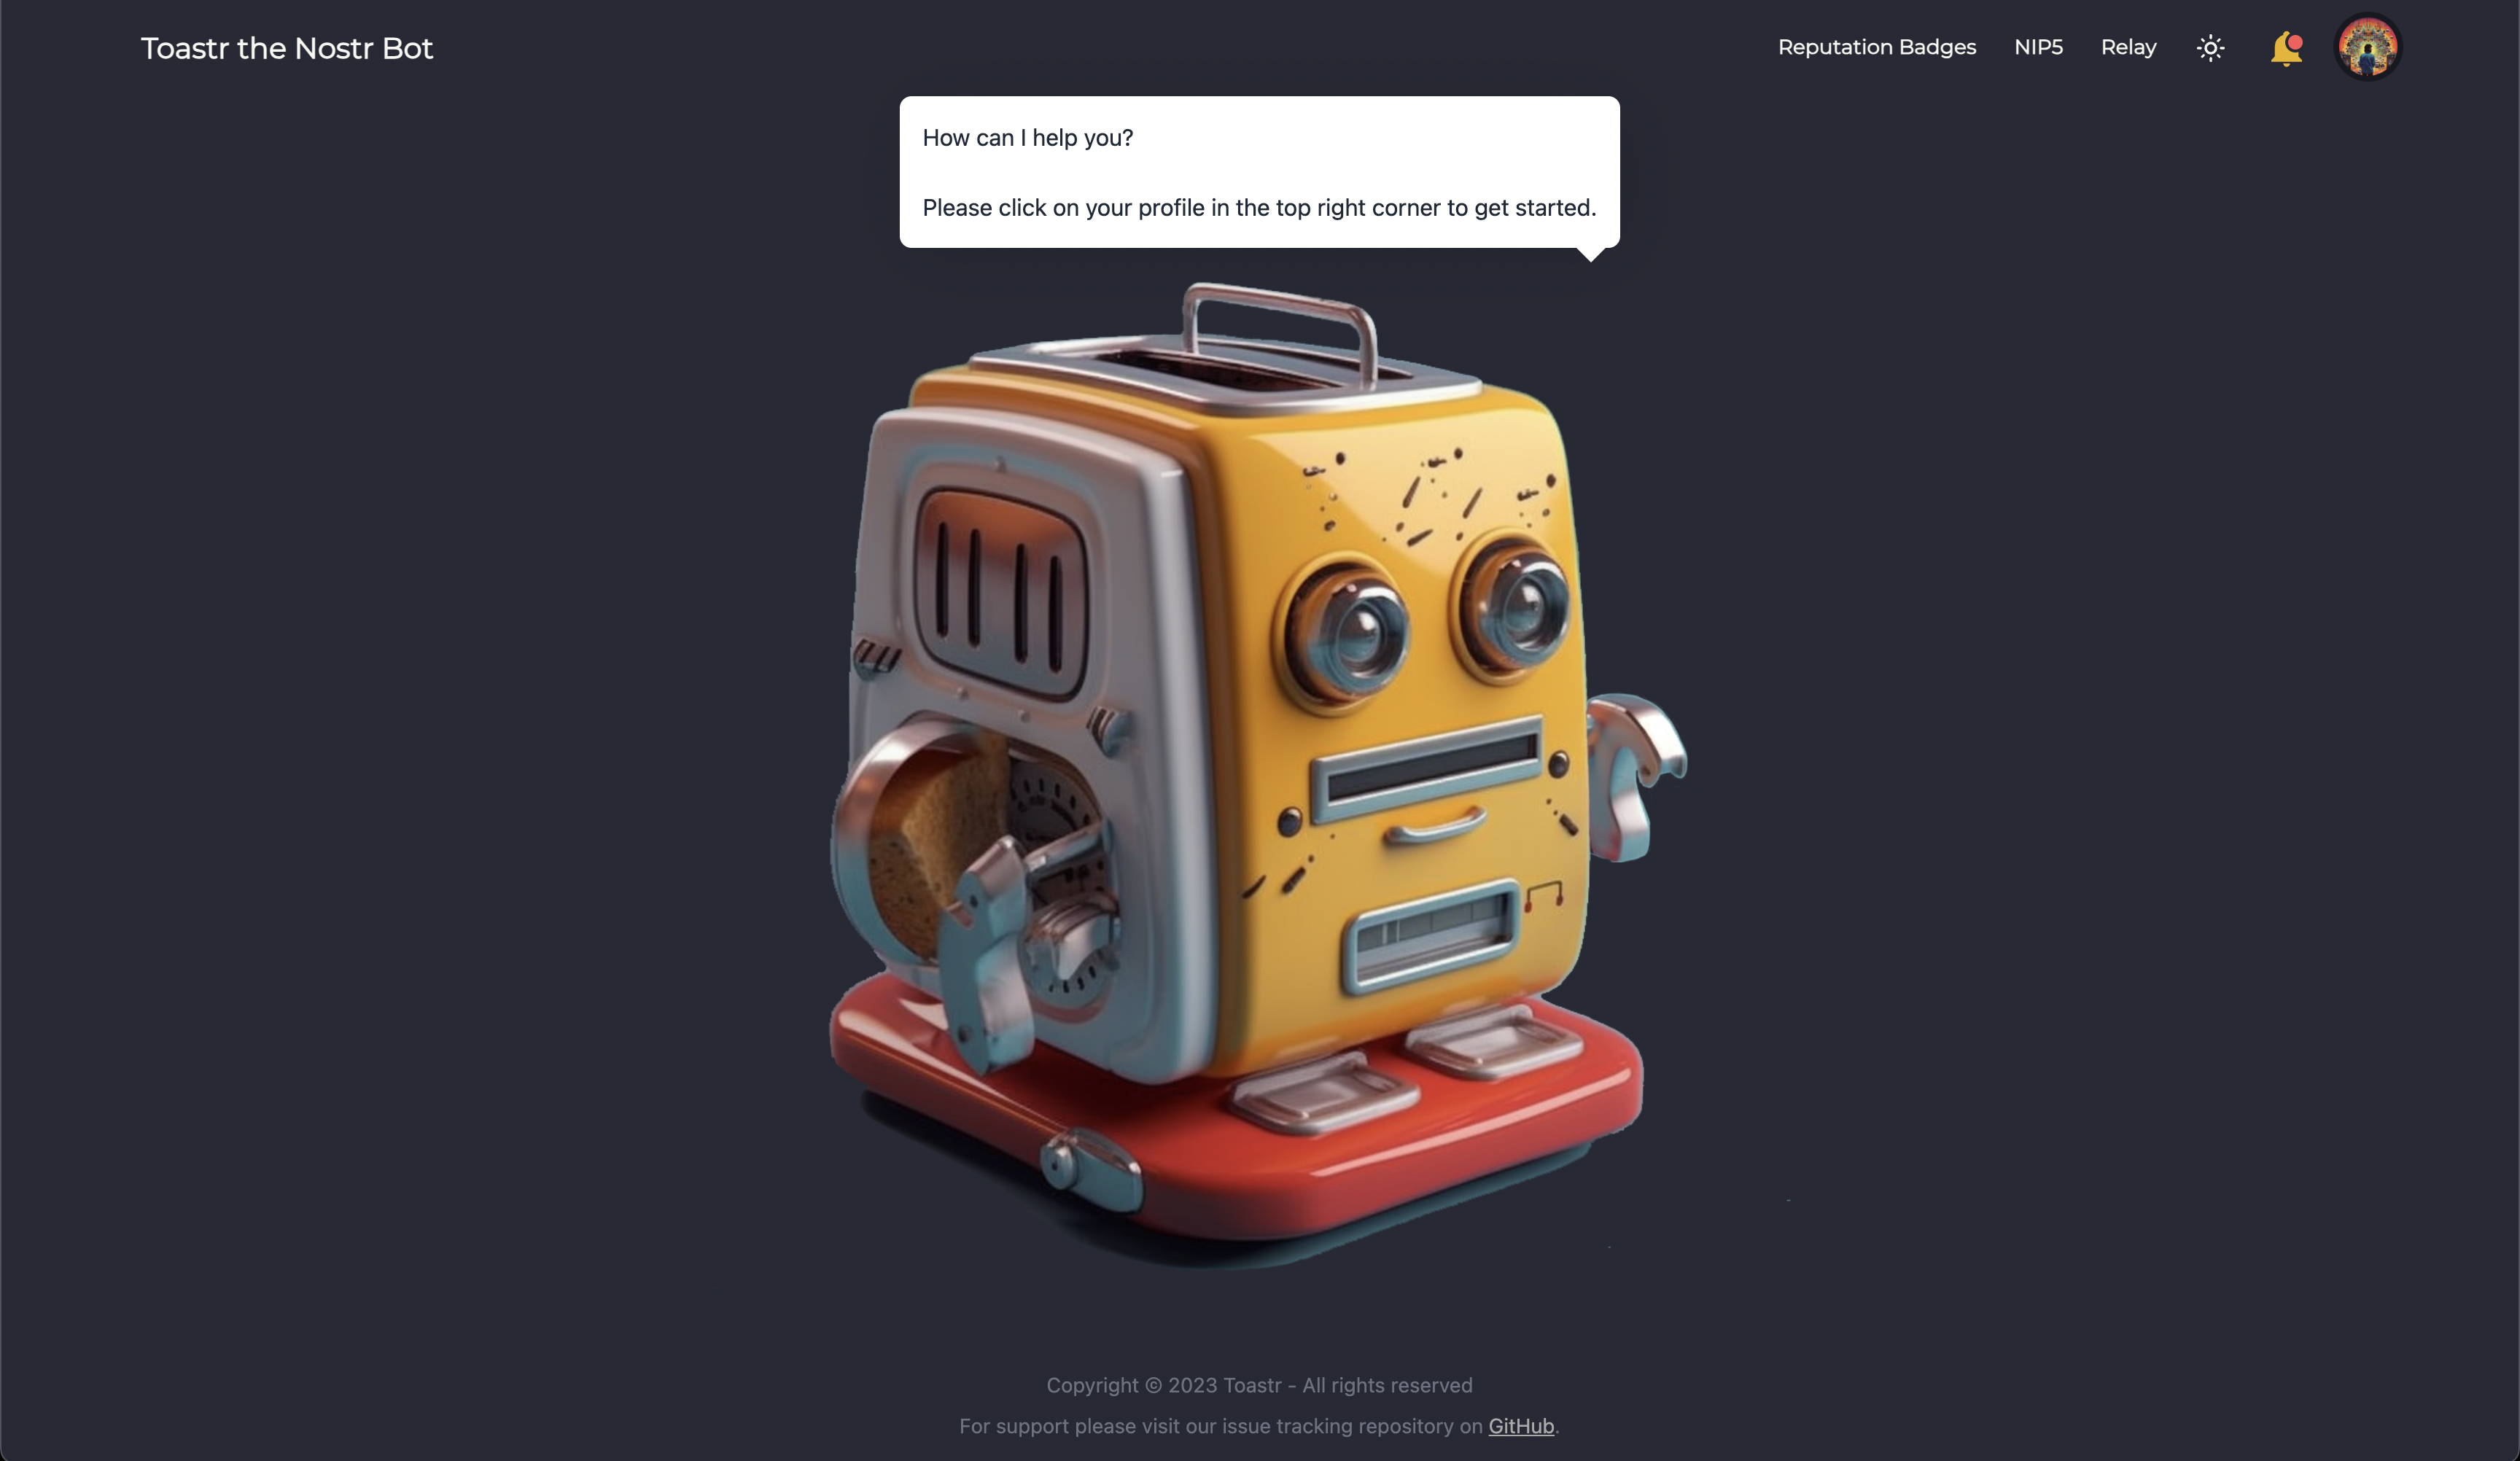 Toastr the Nostr Bot
Reputation Badges NIP5 Relay
How can I help you?
Please click on your profile in the top right corner to get started.
Copyright © 2023 Toastr - All rights reserved
For support please visit our issue tracking repository on GitHub.